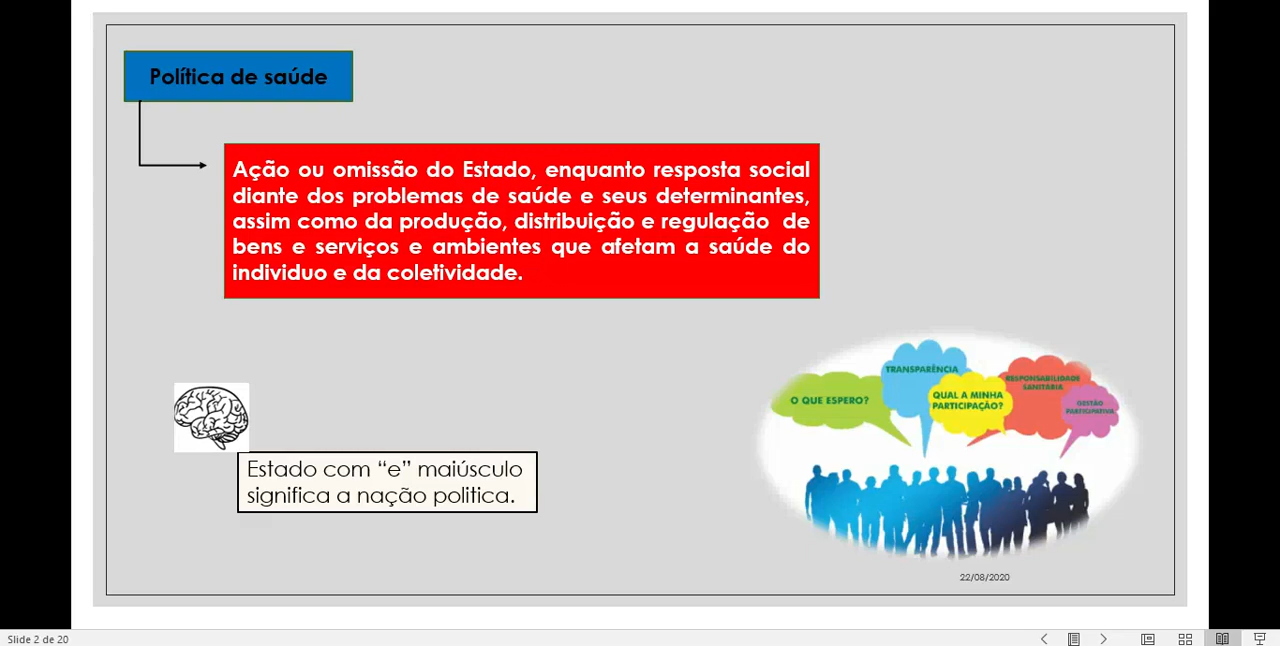 Política de saúde
Ação ou omissão do Estado, enquanto resposta social
diante dos problemas de saúde e seus determinantes,
assim como da produção, distribuição e regulação de
bens e serviços e ambientes que afetam a saúde do
individuo e da coletividade.
O QUE ESPERO?
TRANSPARÊNCIA
QUAL A MINHA
PARTICIPAÇÃO?
RESPONSABILIDADE
SANITÁRIA
GESTÃO
PARTICIPATIVA
Estado com “e” maiúsculo
significa a nação politica.
22/08/2020
Slide 2 de 20